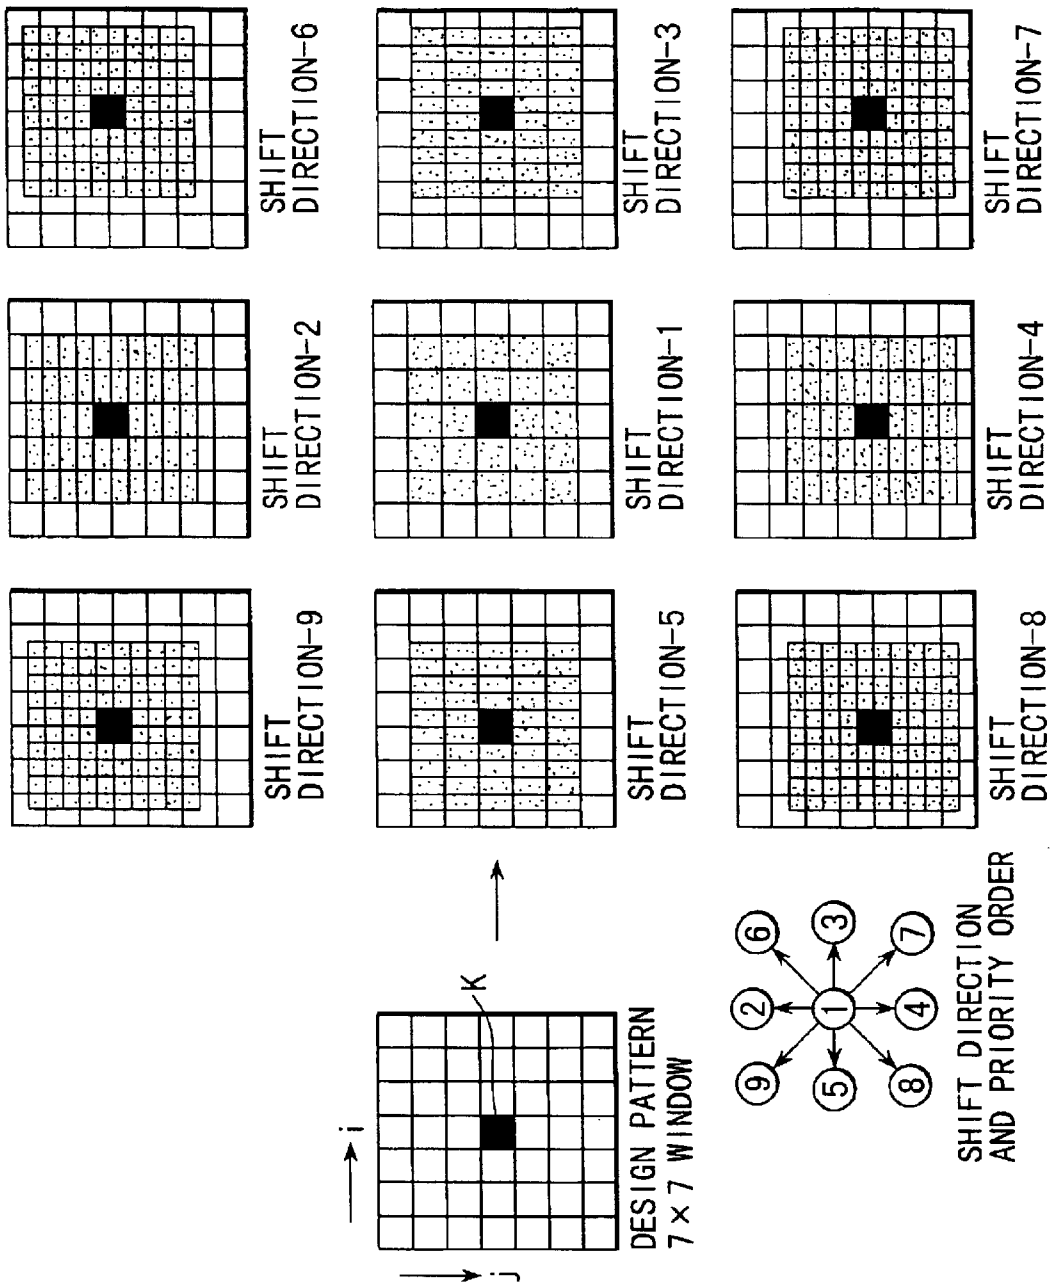 SHIFT
DIRECTION-9
SHIFT
DIRECTION-2
SHIFT
DIRECTION-6
i
j
K
DESIGN PATTERN
7×7 WINDOW
SHIFT
DIRECTION-5
SHIFT
DIRECTION-1
SHIFT
DIRECTION-3
9
2
6
5
1
3
8
4
7
SHIFT DIRECTION
AND PRIORITY ORDER
SHIFT
DIRECTION-8
SHIFT
DIRECTION-4
SHIFT
DIRECTION-7